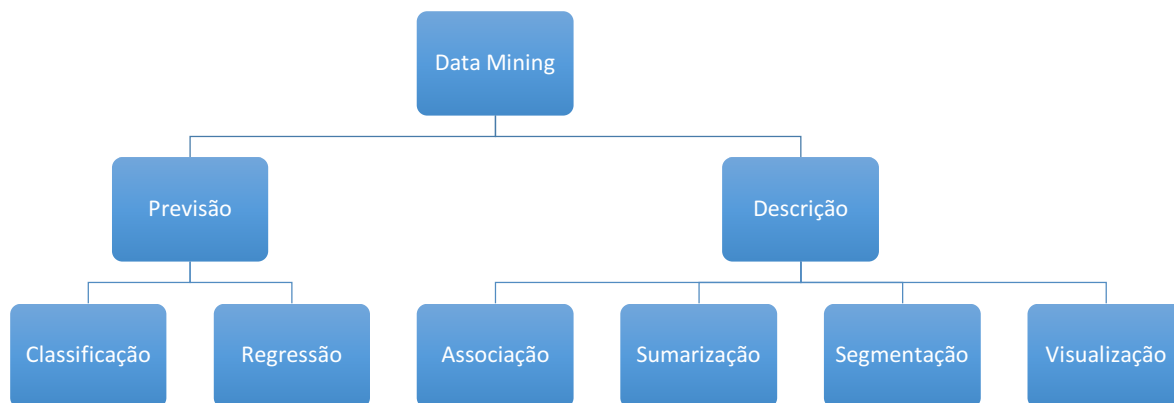 Data Mining
Previsão
Descrição
Classificação
Regressão
Associação
Sumarização
Segmentação
Visualização